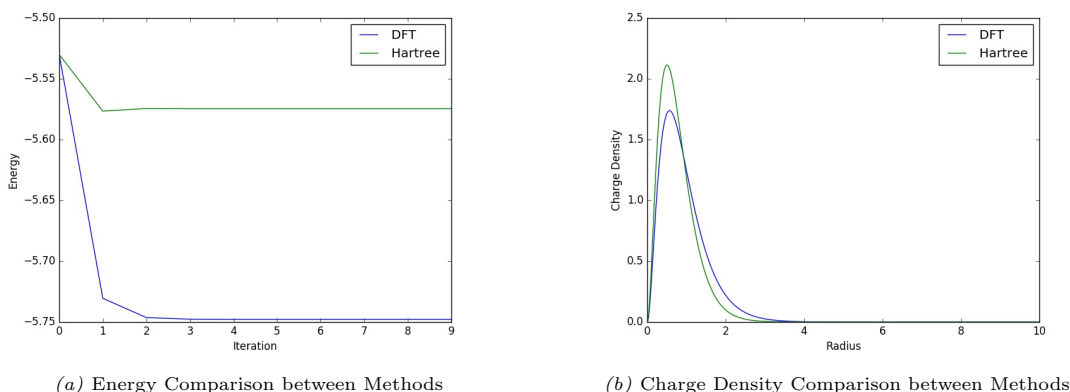 −5.50
−5.55
−5.60
−5.65
−5.70
−5.75
Energy
0 1 2 3 4 5 6 7 8 9
Iteration
DFT
Hartree
(a) Energy Comparison between Methods
2.5
2.0
1.5
1.0
0.5
0.0
Charge Density
0 2 4 6 8 10
Radius
DFT
Hartree
(b) Charge Density Comparison between Methods